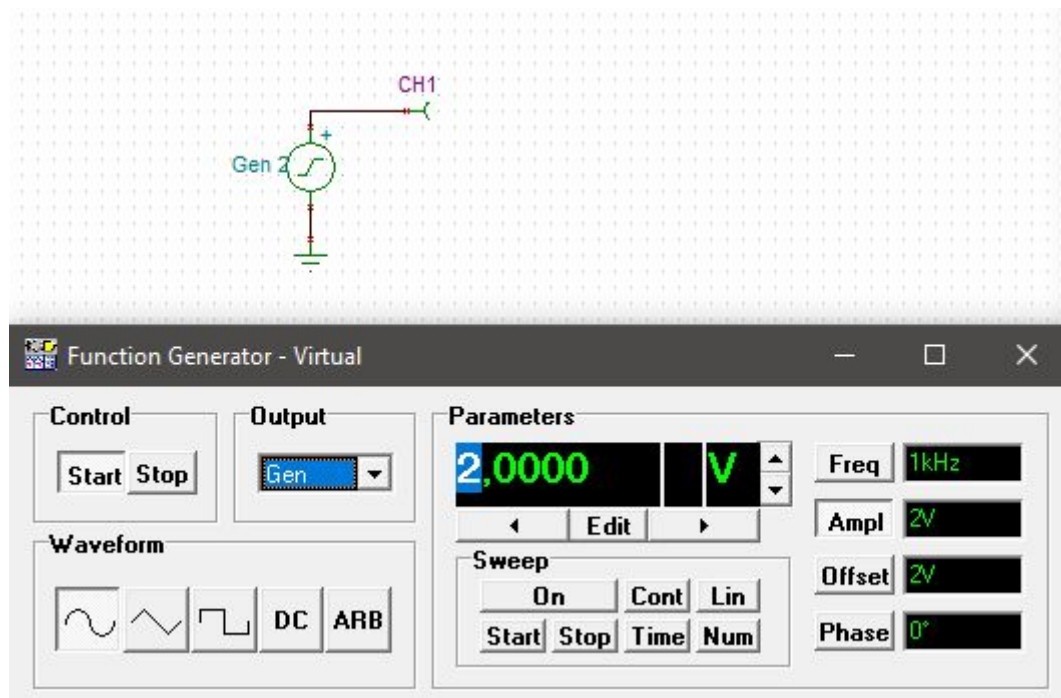 CH1
+
Gen 2
Function Generator - Virtual
Control
Start Stop
Output
Gen
Parameters
2,0000 V
Edit
Freq 1kHz
Ampl 2V
Offset 2V
Phase 0°
Waveform
DC ARB
Sweep
On Cont Lin
Start Stop Time Num